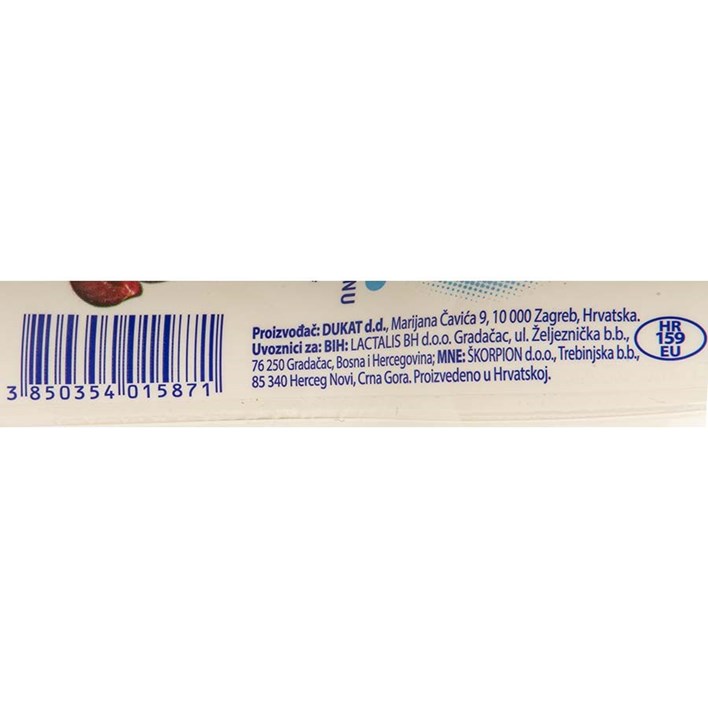 NU
Proizvođač: DUKAT d.d., Marijana Čavića 9, 10 000 Zagreb, Hrvatska.
Uvoznici za: BIH: LACTALIS BH d.o.o. Gradačac, ul. Željeznička b.b.,
76 250 Gradačac, Bosna i Hercegovina; MNE: ŠKORPION d.o.o., Trebinjska b.b.,
85 340 Herceg Novi, Crna Gora. Proizvedeno u Hrvatskoj.
HR
159
EU
3 850354 015871